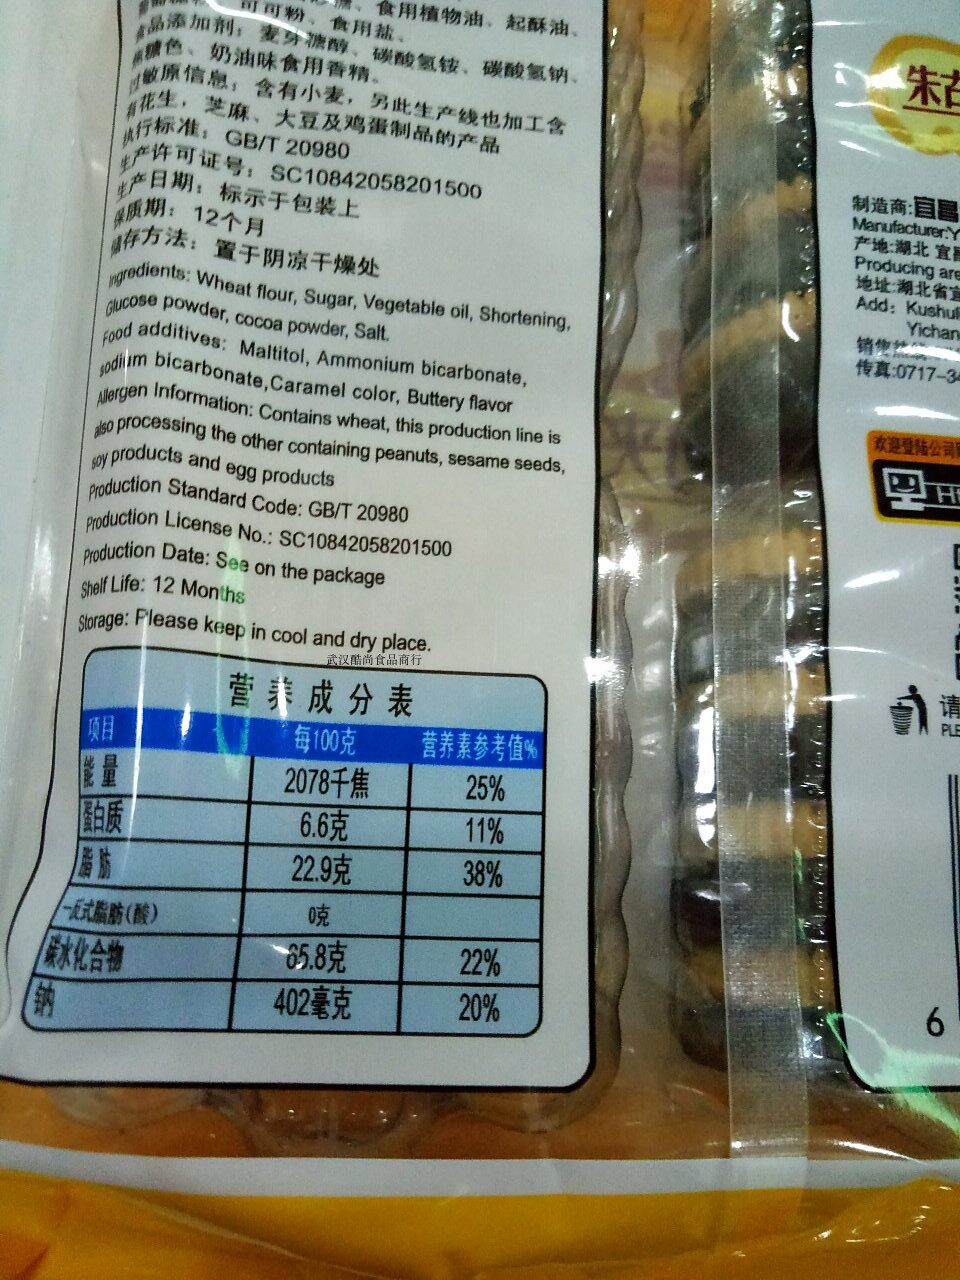 、食用植物油、起酥油、
可可粉、食用盐、
食品添加剂：麦芽糖醇、碳酸氢铵、碳酸氢钠、
焦糖色、奶油味食用香精。
过敏原信息：含有小麦，另此生产线也加工含
有花生，芝麻、大豆及鸡蛋制品的产品
执行标准：GB/T 20980
生产许可证号：SC10842058201500
生产日期：标示于包装上
保质期：12个月
储存方法：置于阴凉干燥处
Ingredients: Wheat flour, Sugar, Vegetable oil, Shortening,
Glucose powder, cocoa powder, Salt.
Food additives: Maltitol, Ammonium bicarbonate,
sodium bicarbonate,Caramel color, Buttery flavor
Allergen Information: Contains wheat, this production line is
also processing the other containing peanuts, sesame seeds,
soy products and egg products
Production Standard Code: GB/T 20980
Production License No.: SC10842058201500
Production Date: See on the package
Shelf Life: 12 Months
Storage: Please keep in cool and dry place.
武汉酷尚食品商行
营养成分表
项目 每100克 营养素参考值%
能量 2078千焦 25%
蛋白质 6.6克 11%
脂肪 22.9克 38%
-反式脂肪(酸) 0克
碳水化合物 65.8克 22%
钠 402毫克 20%
朱古
制造商:宜昌
Manufacturer:Y
产地:湖北 宜昌
Producing are
地址:湖北省宜
Add: Kushul
Yichan
销售热线
传真:0717-34
欢迎登陆公司
请
PLE
6